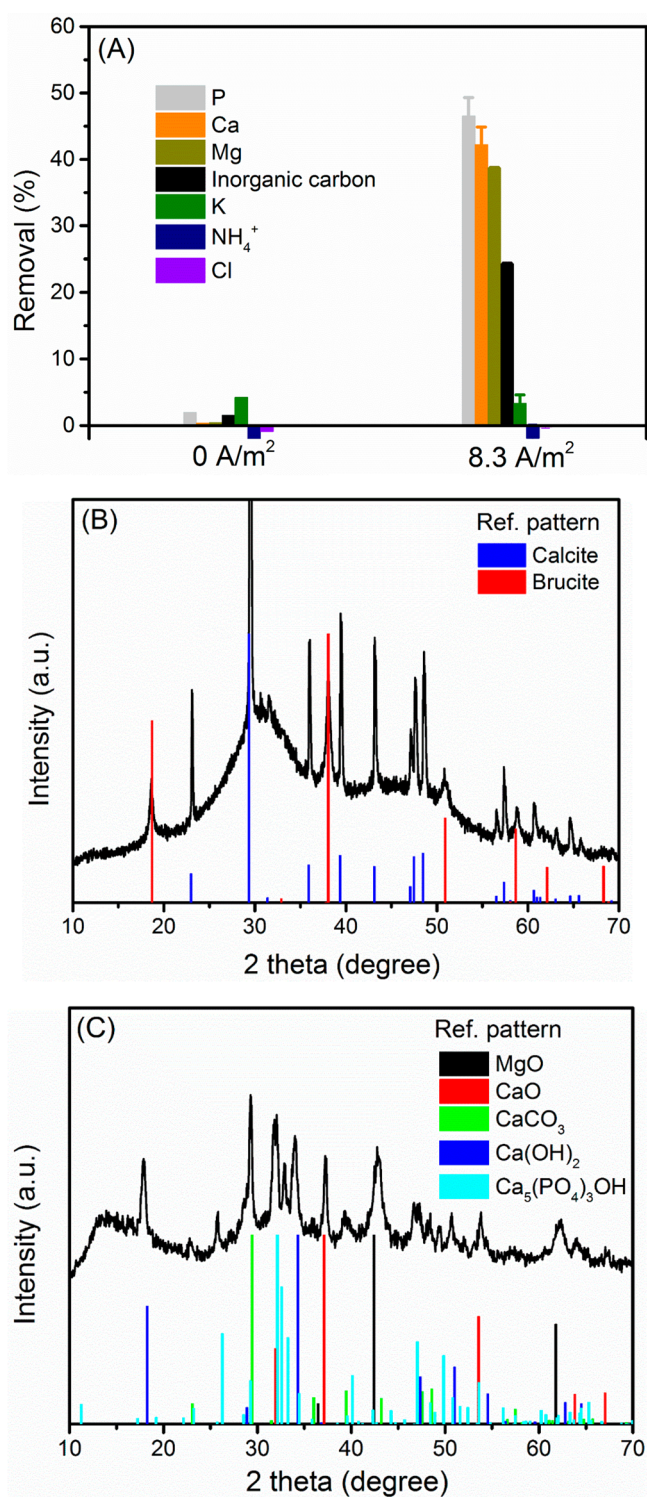 (A)
60
50
40
30
20
10
0
Removal (%)
P
Ca
Mg
Inorganic carbon
K
NH₄⁺
Cl
0 A/m²
8.3 A/m²
(B)
Ref. pattern
Calcite
Brucite
Intensity (a.u.)
10 20 30 40 50 60 70
2 theta (degree)
(C)
Ref. pattern
MgO
CaO
CaCO₃
Ca(OH)₂
Ca₅(PO₄)₃OH
Intensity (a.u.)
10 20 30 40 50 60 70
2 theta (degree)